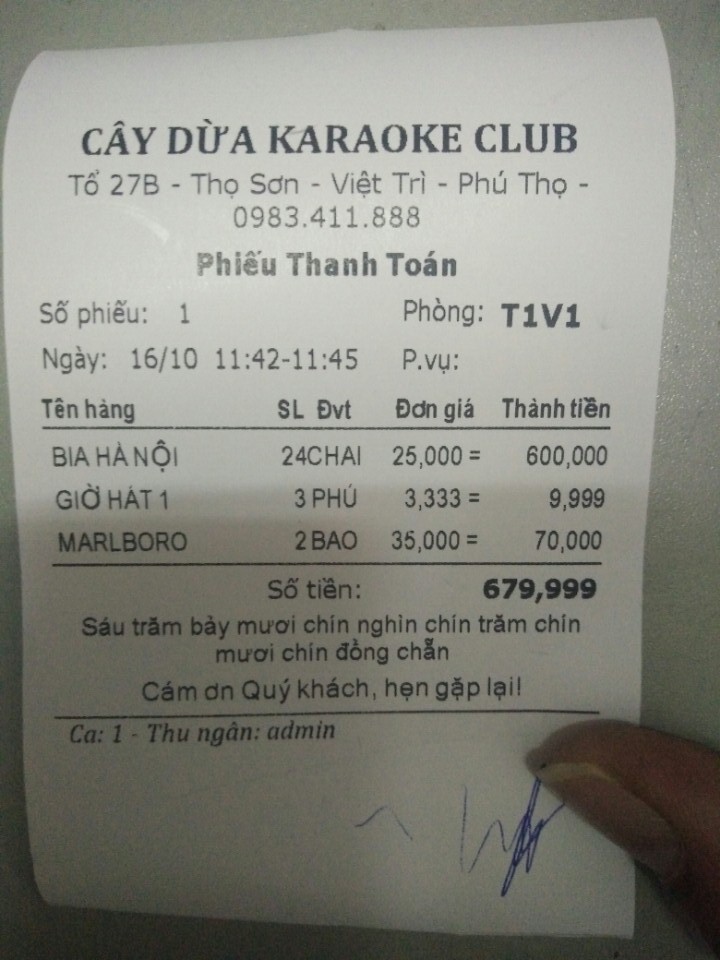 CÂY DỪA KARAOKE CLUB
Tổ 27B - Thọ Sơn - Việt Trì - Phú Thọ -
0983.411.888
Phiếu Thanh Toán
Số phiếu: 1 Phòng: T1V1
Ngày: 16/10 11:42-11:45 P.vụ:
Tên hàng SL Đvt Đơn giá Thành tiền
BIA HÀ NỘI 24CHAI 25,000 = 600,000
GIỜ HÁT 1 3 PHÚ 3,333 = 9,999
MARLBORO 2 BAO 35,000 = 70,000
Số tiền: 679,999
Sáu trăm bảy mươi chín nghìn chín trăm chín
mươi chín đồng chẵn
Cám ơn Quý khách, hẹn gặp lại!
Ca: 1 - Thu ngân: admin